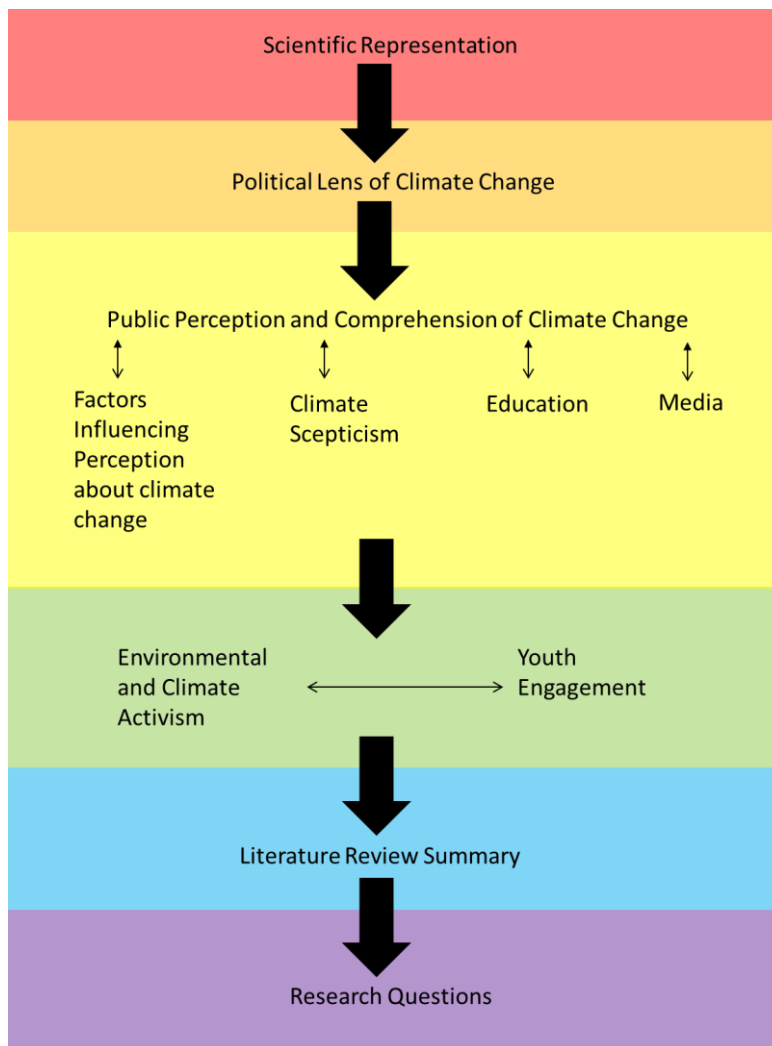 Scientific Representation
Political Lens of Climate Change
Public Perception and Comprehension of Climate Change
Factors
Influencing
Perception
about climate
change
Climate
Scepticism
Education
Media
Environmental
and Climate
Activism
Youth
Engagement
Literature Review Summary
Research Questions